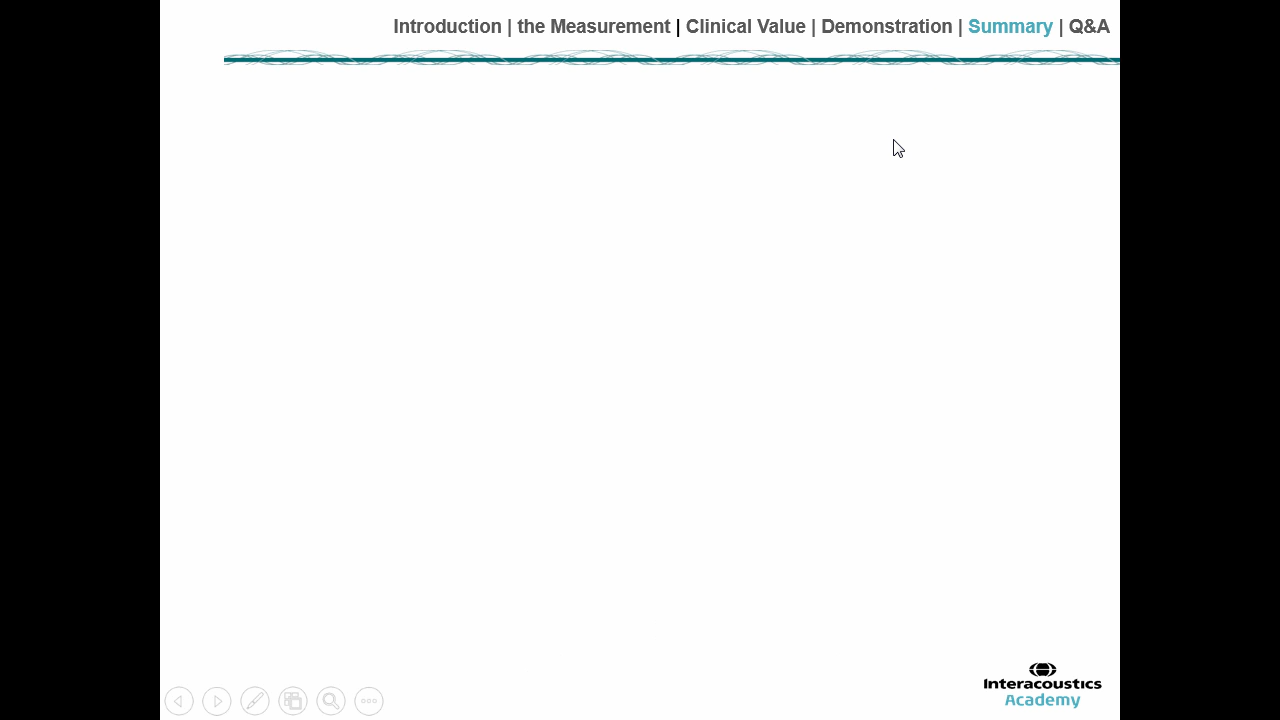 Introduction | the Measurement | Clinical Value | Demonstration | Summary | Q&A
Interacoustics
Academy